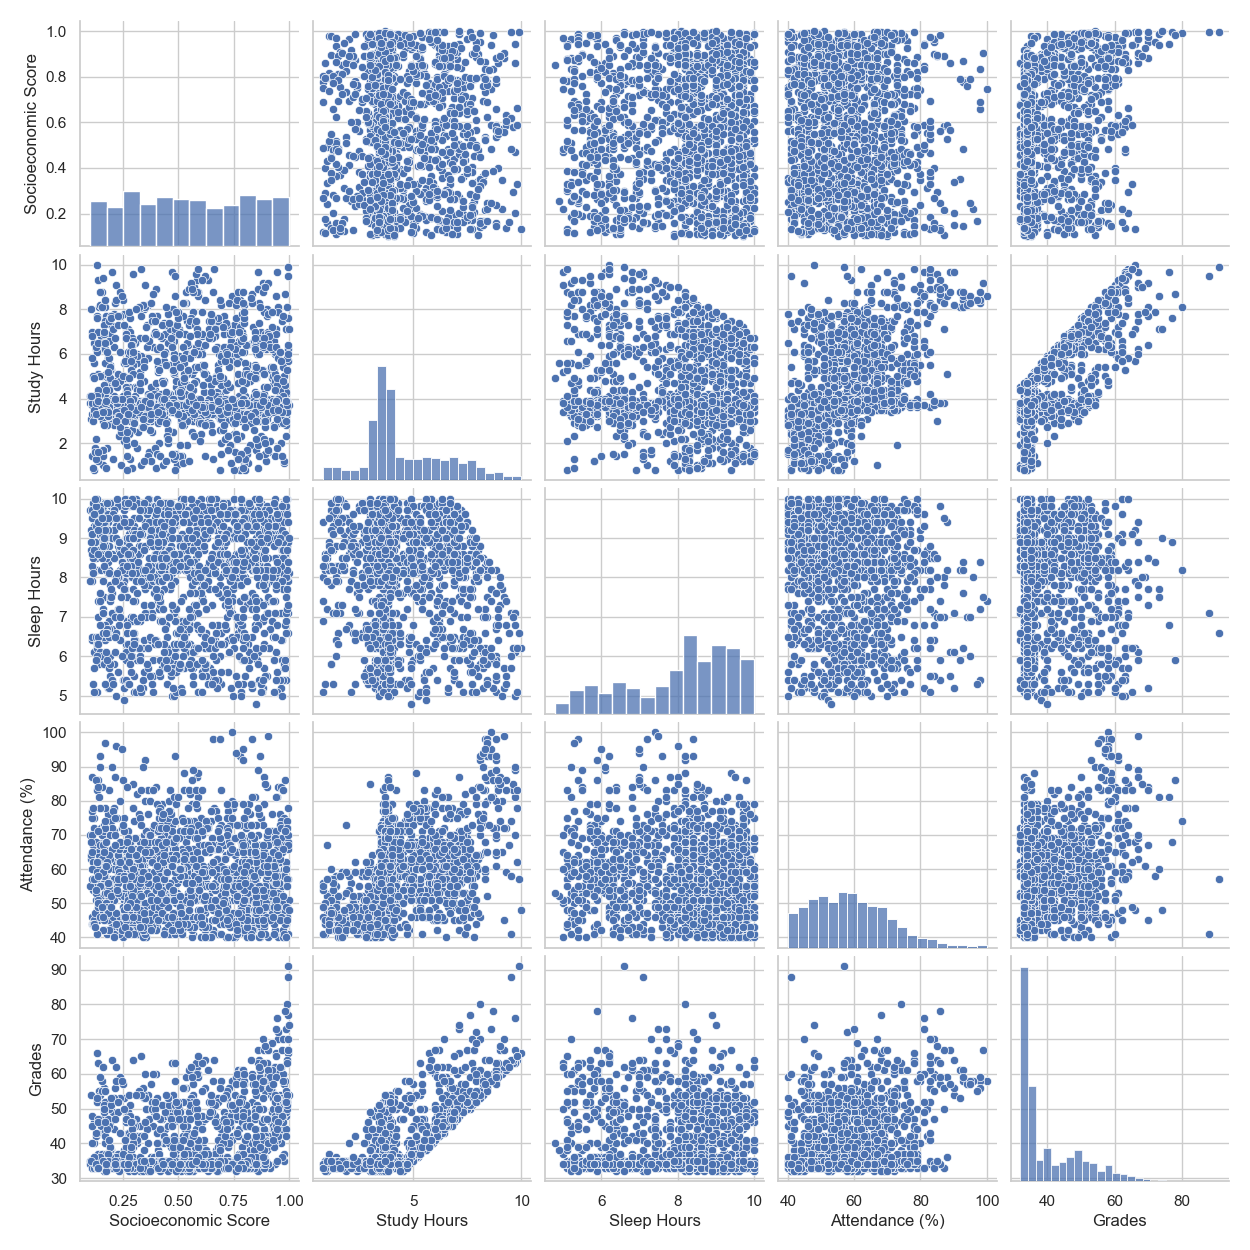 1.0
0.8
0.6
0.4
0.2
Socioeconomic Score
10
8
6
4
2
Study Hours
10
9
8
7
6
5
Sleep Hours
100
90
80
70
60
50
40
Attendance (%)
90
80
70
60
50
40
30
Grades
0.25 0.50 0.75 1.00
Socioeconomic Score
5 10
Study Hours
6 8 10
Sleep Hours
40 60 80 100
Attendance (%)
40 60 80
Grades